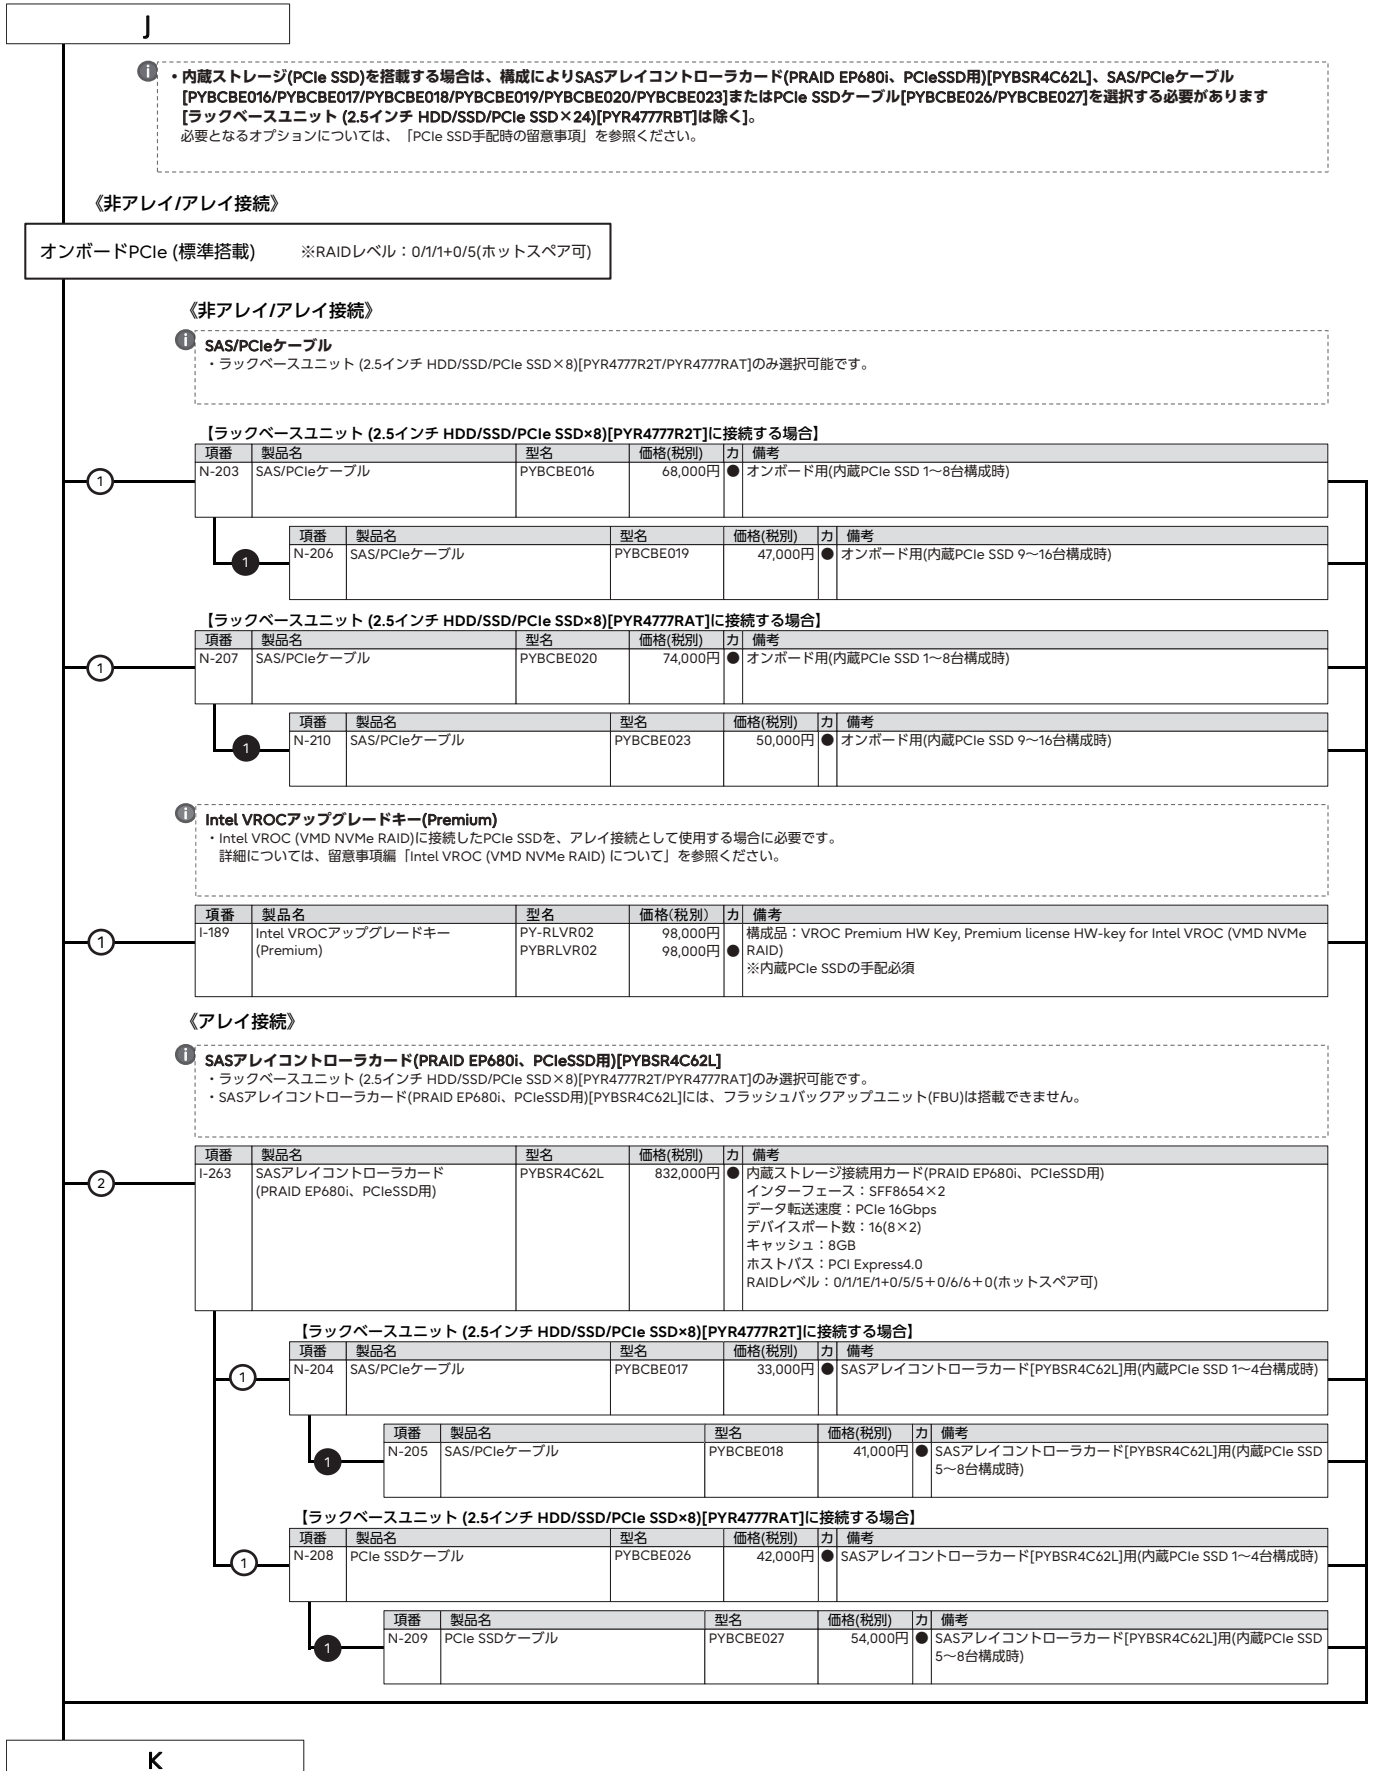 J
・内蔵ストレージ(PCIe SSD)を搭載する場合は、構成によりSASアレイコントローラカード(PRAID EP680i、PCIeSSD用)[PYBSR4C62L]、SAS/PCIeケーブル
[PYBCBE016/PYBCBE017/PYBCBE018/PYBCBE019/PYBCBE020/PYBCBE023]またはPCIe SSDケーブル[PYBCBE026/PYBCBE027]を選択する必要があります
[ラックベースユニット (2.5インチ HDD/SSD/PCIe SSD×24)[PYR4777RBT]は除く]。
必要となるオプションについては、「PCIe SSD手配時の留意事項」を参照ください。
《非アレイ/アレイ接続》
オンボードPCIe (標準搭載) ※RAIDレベル：0/1/1+0/5(ホットスペア可)
《非アレイ/アレイ接続》
SAS/PCIeケーブル
・ラックベースユニット (2.5インチ HDD/SSD/PCIe SSD×8)[PYR4777R2T/PYR4777RAT]のみ選択可能です。
【ラックベースユニット (2.5インチ HDD/SSD/PCIe SSD×8)[PYR4777R2T]に接続する場合】
項番 製品名 型名 価格(税別) カ 備考
1 N-203 SAS/PCIeケーブル PYBCBE016 68,000円 ● オンボード用(内蔵PCIe SSD 1～8台構成時)
項番 製品名 型名 価格(税別) カ 備考
1 N-206 SAS/PCIeケーブル PYBCBE019 47,000円 ● オンボード用(内蔵PCIe SSD 9～16台構成時)
【ラックベースユニット (2.5インチ HDD/SSD/PCIe SSD×8)[PYR4777RAT]に接続する場合】
項番 製品名 型名 価格(税別) カ 備考
1 N-207 SAS/PCIeケーブル PYBCBE020 74,000円 ● オンボード用(内蔵PCIe SSD 1～8台構成時)
項番 製品名 型名 価格(税別) カ 備考
1 N-210 SAS/PCIeケーブル PYBCBE023 50,000円 ● オンボード用(内蔵PCIe SSD 9～16台構成時)
Intel VROCアップグレードキー(Premium)
・Intel VROC (VMD NVMe RAID)に接続したPCIe SSDを、アレイ接続として使用する場合に必要です。
詳細については、留意事項編「Intel VROC (VMD NVMe RAID) について」を参照ください。
項番 製品名 型名 価格(税別) カ 備考
1 I-189 Intel VROCアップグレードキー PY-RLVR02 98,000円 構成品：VROC Premium HW Key, Premium license HW-key for Intel VROC (VMD NVMe
(Premium) PYBRLVR02 98,000円 ● RAID)
※内蔵PCIe SSDの手配必須
《アレイ接続》
SASアレイコントローラカード(PRAID EP680i、PCIeSSD用)[PYBSR4C62L]
・ラックベースユニット (2.5インチ HDD/SSD/PCIe SSD×8)[PYR4777R2T/PYR4777RAT]のみ選択可能です。
・SASアレイコントローラカード(PRAID EP680i、PCIeSSD用)[PYBSR4C62L]には、フラッシュバックアップユニット(FBU)は搭載できません。
項番 製品名 型名 価格(税別) カ 備考
2 I-263 SASアレイコントローラカード PYBSR4C62L 832,000円 ● 内蔵ストレージ接続用カード(PRAID EP680i、PCIeSSD用)
(PRAID EP680i、PCIeSSD用) インターフェース：SFF8654×2
データ転送速度：PCIe 16Gbps
デバイスポート数：16(8×2)
キャッシュ：8GB
ホストバス：PCI Express4.0
RAIDレベル：0/1/1E/1+0/5/5＋0/6/6＋0(ホットスペア可)
【ラックベースユニット (2.5インチ HDD/SSD/PCIe SSD×8)[PYR4777R2T]に接続する場合】
項番 製品名 型名 価格(税別) カ 備考
1 N-204 SAS/PCIeケーブル PYBCBE017 33,000円 ● SASアレイコントローラカード[PYBSR4C62L]用(内蔵PCIe SSD 1～4台構成時)
項番 製品名 型名 価格(税別) カ 備考
1 N-205 SAS/PCIeケーブル PYBCBE018 41,000円 ● SASアレイコントローラカード[PYBSR4C62L]用(内蔵PCIe SSD
5～8台構成時)
【ラックベースユニット (2.5インチ HDD/SSD/PCIe SSD×8)[PYR4777RAT]に接続する場合】
項番 製品名 型名 価格(税別) カ 備考
1 N-208 PCIe SSDケーブル PYBCBE026 42,000円 ● SASアレイコントローラカード[PYBSR4C62L]用(内蔵PCIe SSD 1～4台構成時)
項番 製品名 型名 価格(税別) カ 備考
1 N-209 PCIe SSDケーブル PYBCBE027 54,000円 ● SASアレイコントローラカード[PYBSR4C62L]用(内蔵PCIe SSD
5～8台構成時)
K